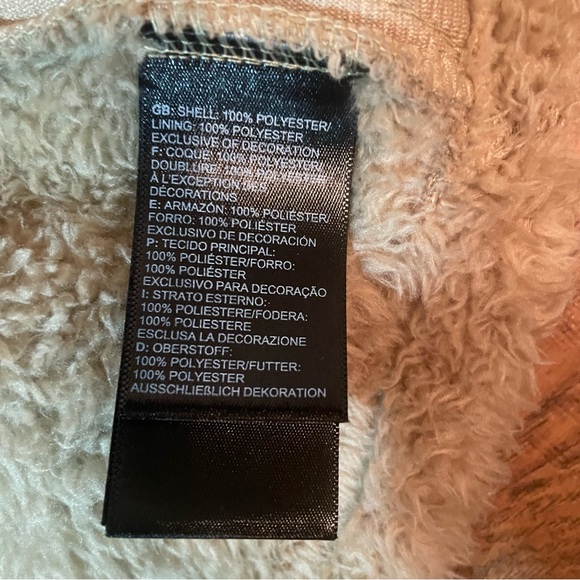 GB: SHELL: 100% POLYESTER/
LINING: 100% POLYESTER
EXCLUSIVE OF DECORATION
F: COQUE: 100% POLYESTER/
DOUBLURE: 100% POLYESTER
À L'EXCEPTION DES
DÉCORATIONS
E: ARMAZÓN: 100% POLIÉSTER/
FORRO: 100% POLIÉSTER
EXCLUSIVO DE DECORACIÓN
P: TECIDO PRINCIPAL:
100% POLIÉSTER/FORRO:
100% POLIÉSTER
EXCLUSIVO PARA DECORAÇÃO
I: STRATO ESTERNO:
100% POLIESTERE/FODERA:
100% POLIESTERE
ESCLUSA LA DECORAZIONE
D: OBERSTOFF:
100% POLYESTER/FUTTER:
100% POLYESTER
AUSSCHLIEßLICH DEKORATION